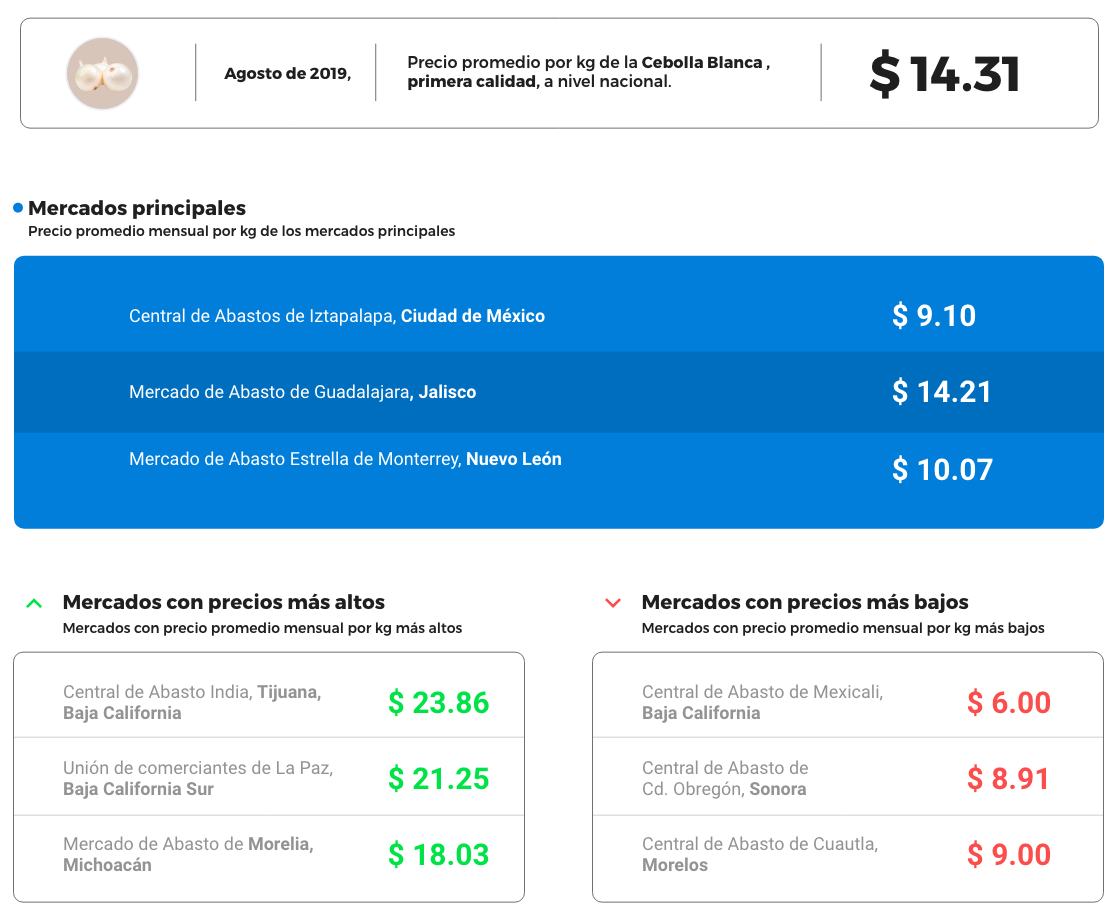 Agosto de 2019,
Precio promedio por kg de la Cebolla Blanca ,
primera calidad, a nivel nacional.
$ 14.31
Mercados principales
Precio promedio mensual por kg de los mercados principales
Central de Abastos de Iztapalapa, Ciudad de México
$ 9.10
Mercado de Abasto de Guadalajara, Jalisco
$ 14.21
Mercado de Abasto Estrella de Monterrey, Nuevo León
$ 10.07
Mercados con precios más altos
Mercados con precio promedio mensual por kg más altos
Central de Abasto India, Tijuana,
Baja California
$ 23.86
Unión de comerciantes de La Paz,
Baja California Sur
$ 21.25
Mercado de Abasto de Morelia,
Michoacán
$ 18.03
Mercados con precios más bajos
Mercados con precio promedio mensual por kg más bajos
Central de Abasto de Mexicali,
Baja California
$ 6.00
Central de Abasto de
Cd. Obregón, Sonora
$ 8.91
Central de Abasto de Cuautla,
Morelos
$ 9.00